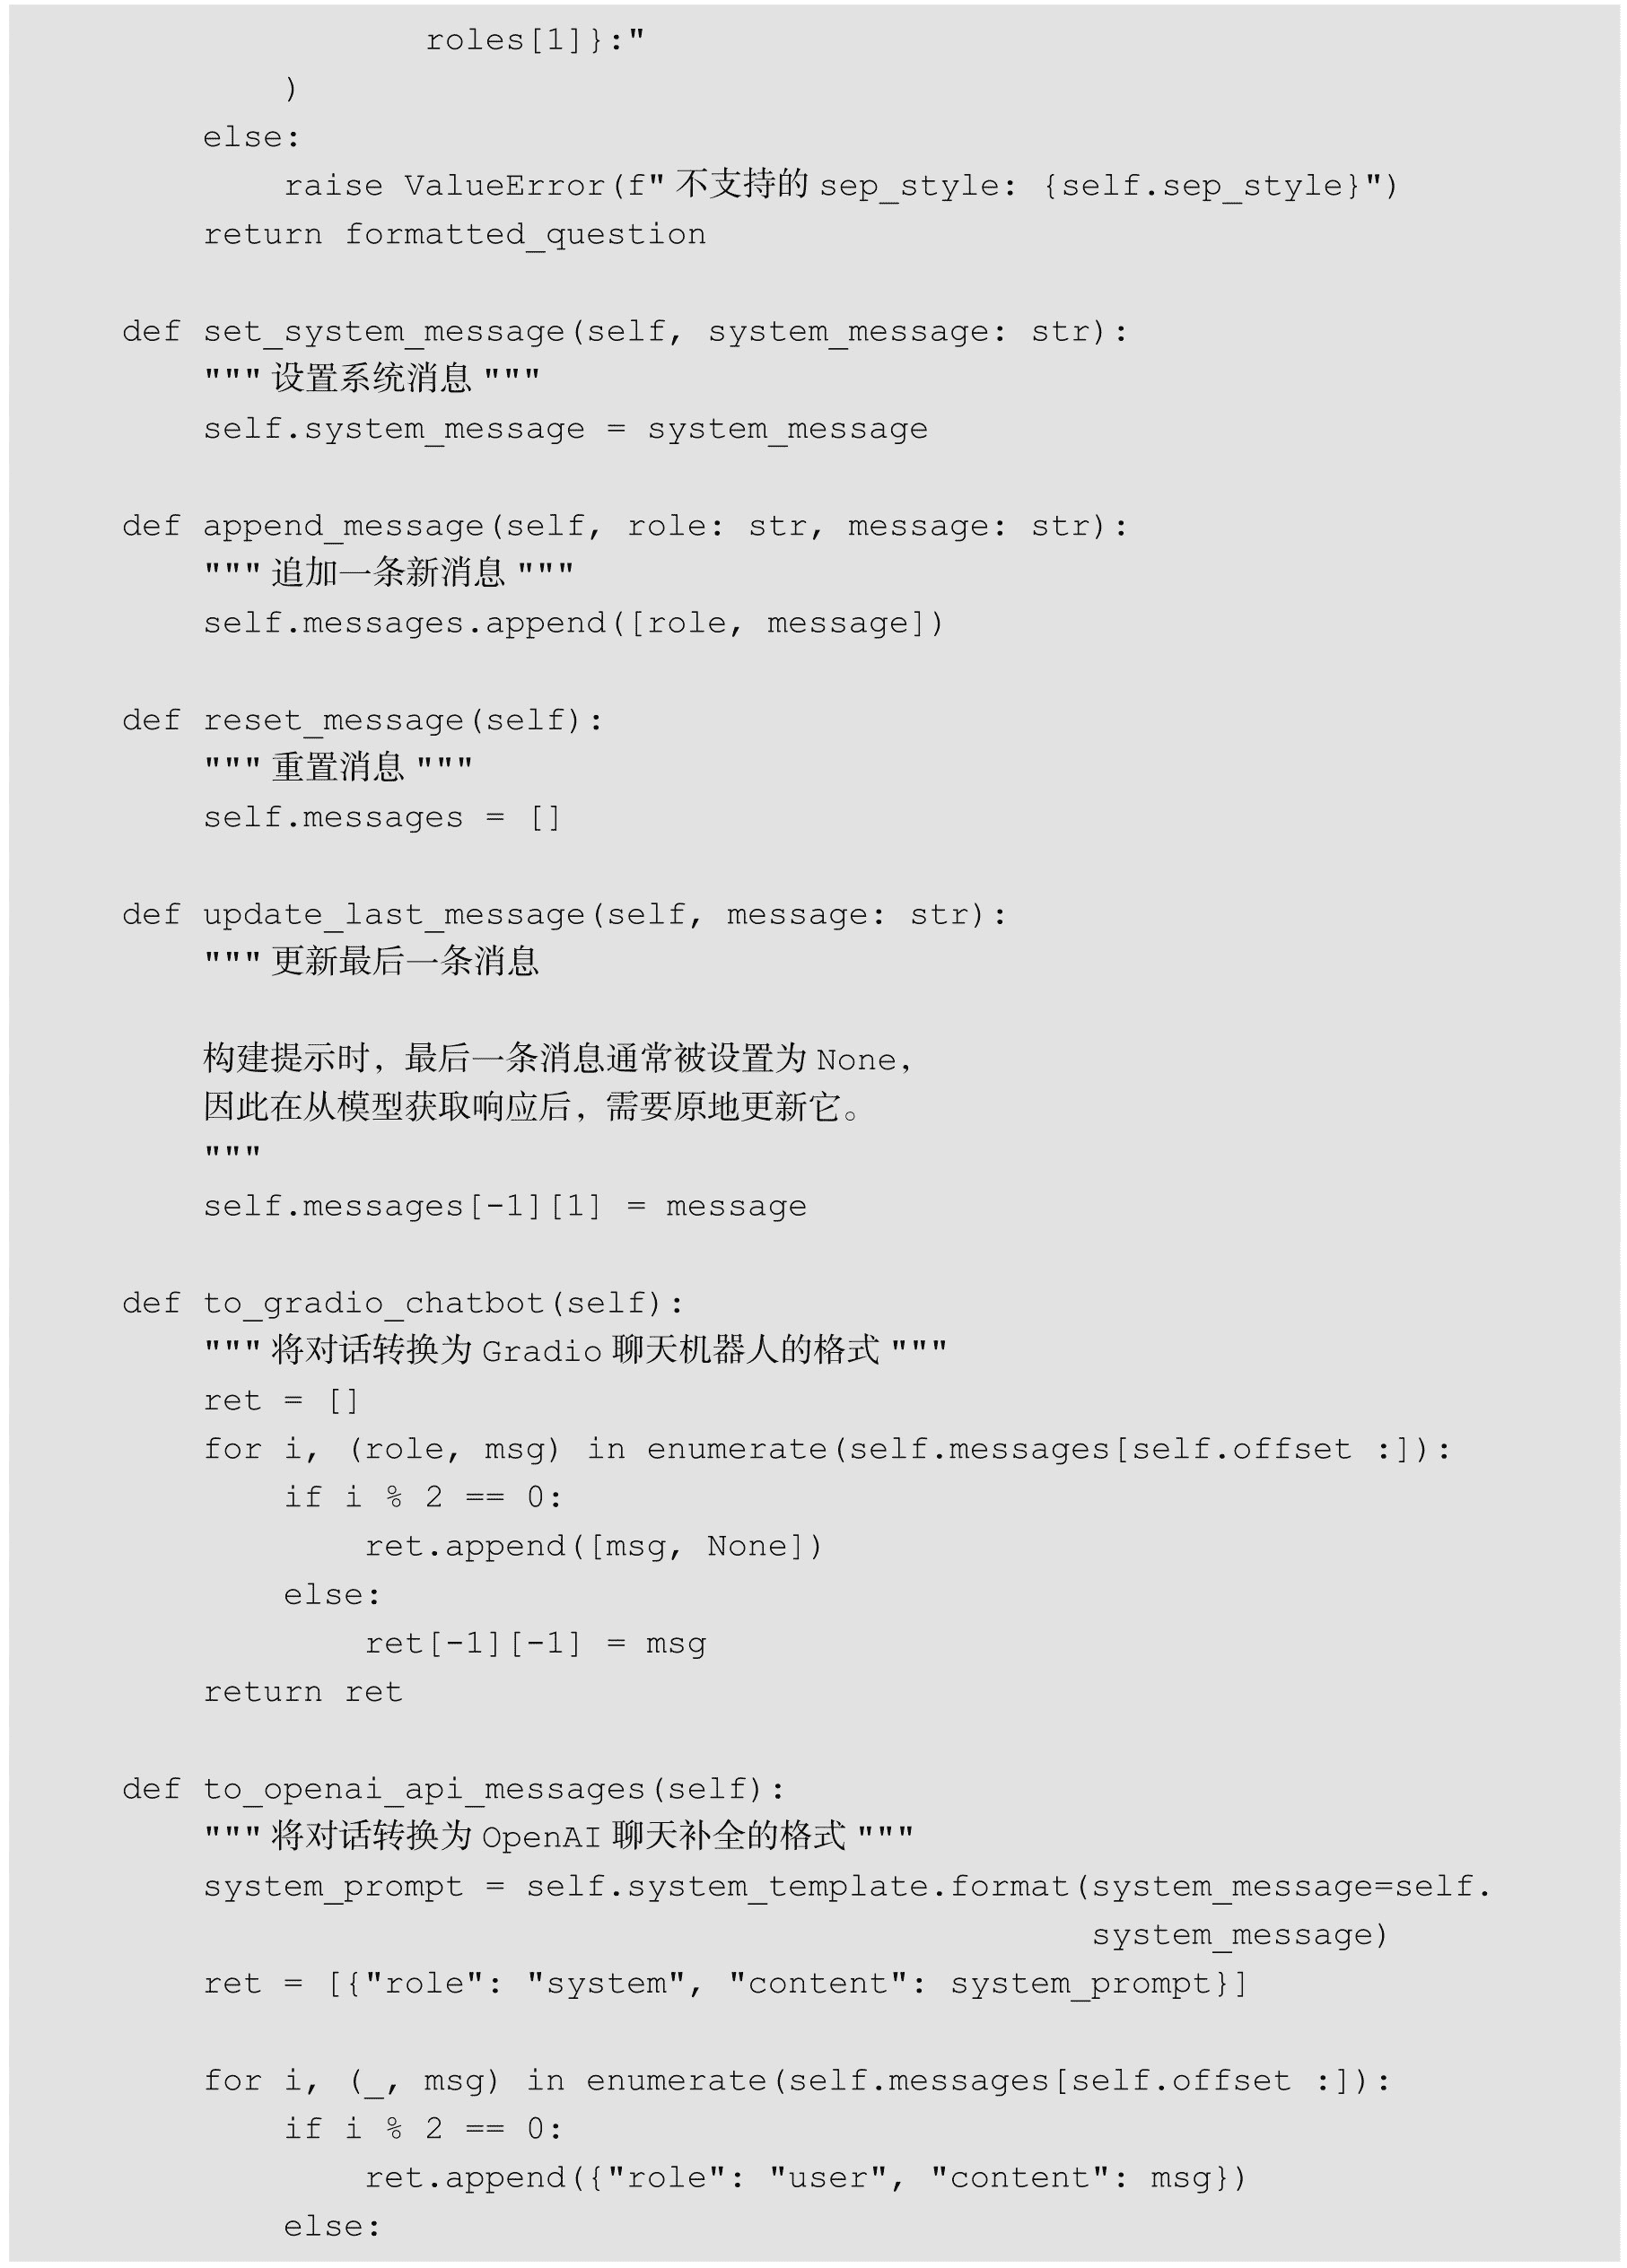 roles[1]}:"
)
else:
raise ValueError(f"不支持的 sep_style: {self.sep_style}")
return formatted_question
def set_system_message(self, system_message: str):
"""设置系统消息"""
self.system_message = system_message
def append_message(self, role: str, message: str):
"""追加一条新消息"""
self.messages.append([role, message])
def reset_message(self):
"""重置消息"""
self.messages = []
def update_last_message(self, message: str):
"""更新最后一条消息
构建提示时，最后一条消息通常被设置为 None，
因此在从模型获取响应后，需要原地更新它。
"""
self.messages[-1][1] = message
def to_gradio_chatbot(self):
"""将对话转换为 Gradio 聊天机器人的格式"""
ret = []
for i, (role, msg) in enumerate(self.messages[self.offset :]):
if i % 2 == 0:
ret.append([msg, None])
else:
ret[-1][-1] = msg
return ret
def to_openai_api_messages(self):
"""将对话转换为 OpenAI 聊天补全的格式"""
system_prompt = self.system_template.format(system_message=self.
system_message)
ret = [{"role": "system", "content": system_prompt}]
for i, (_, msg) in enumerate(self.messages[self.offset :]):
if i % 2 == 0:
ret.append({"role": "user", "content": msg})
else: